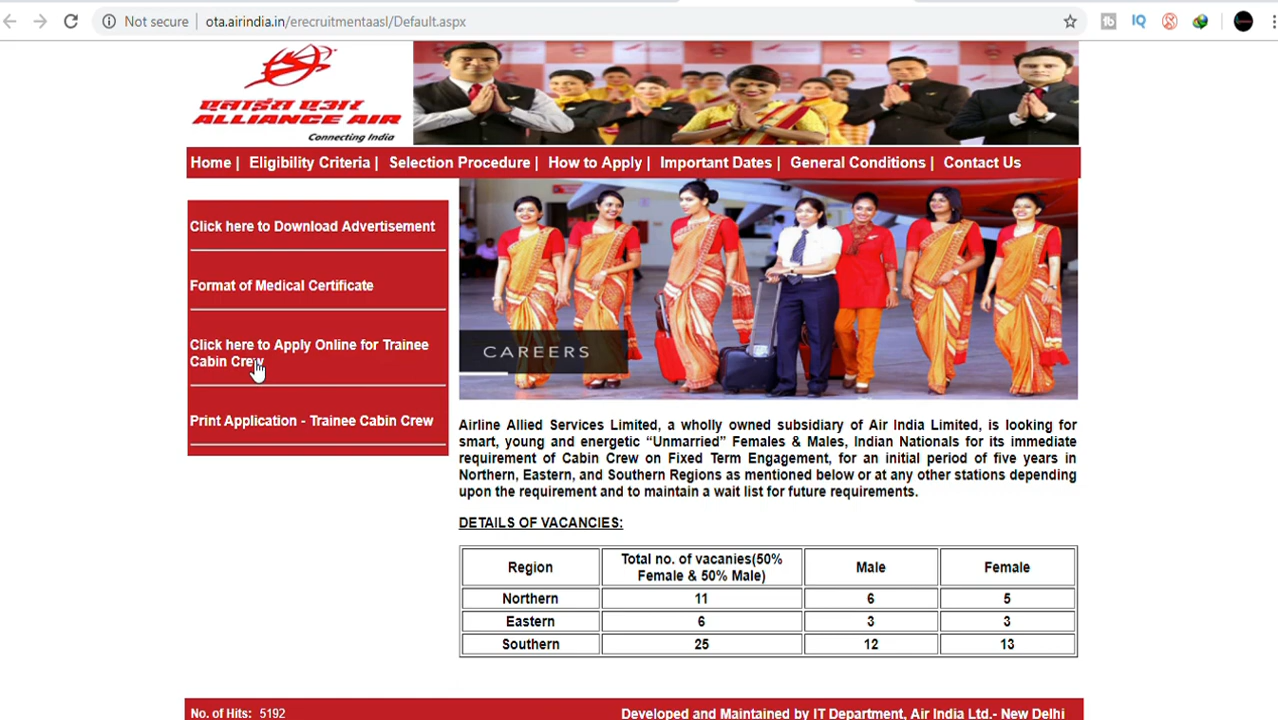 Not secure | ota.airindia.in/erecruitmentaasl/Default.aspx
एलाइंस एअर
ALLIANCE AIR
Connecting India
Home | Eligibility Criteria | Selection Procedure | How to Apply | Important Dates | General Conditions | Contact Us
Click here to Download Advertisement
Format of Medical Certificate
Click here to Apply Online for Trainee
Cabin Crew
Print Application - Trainee Cabin Crew
CAREERS
Airline Allied Services Limited, a wholly owned subsidiary of Air India Limited, is looking for
smart, young and energetic “Unmarried” Females & Males, Indian Nationals for its immediate
requirement of Cabin Crew on Fixed Term Engagement, for an initial period of five years in
Northern, Eastern, and Southern Regions as mentioned below or at any other stations depending
upon the requirement and to maintain a wait list for future requirements.
DETAILS OF VACANCIES:
Region Total no. of vacanies(50% Female & 50% Male) Male Female
Northern 11 6 5
Eastern 6 3 3
Southern 25 12 13
No. of Hits: 5192 Developed and Maintained by IT Department, Air India Ltd.- New Delhi